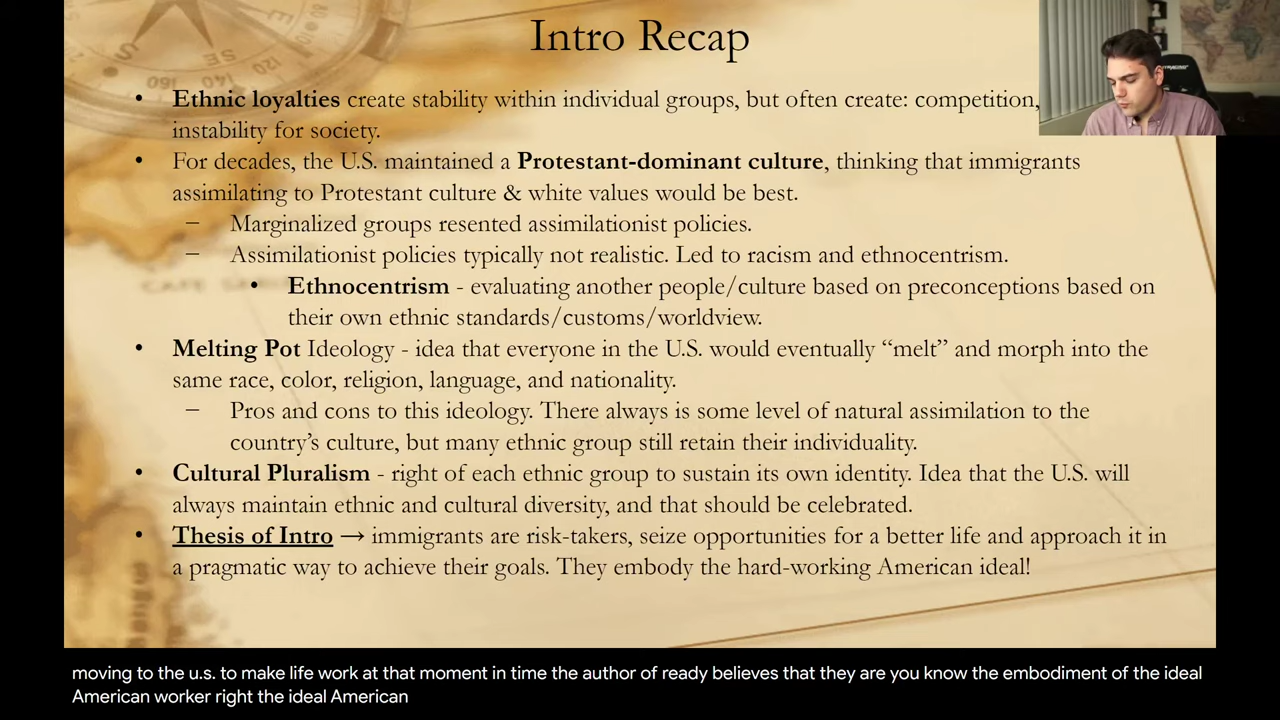 Intro Recap
• Ethnic loyalties create stability within individual groups, but often create: competition,
instability for society.
• For decades, the U.S. maintained a Protestant-dominant culture, thinking that immigrants
assimilating to Protestant culture & white values would be best.
– Marginalized groups resented assimilationist policies.
– Assimilationist policies typically not realistic. Led to racism and ethnocentrism.
• Ethnocentrism - evaluating another people/culture based on preconceptions based on
their own ethnic standards/customs/worldview.
• Melting Pot Ideology - idea that everyone in the U.S. would eventually “melt” and morph into the
same race, color, religion, language, and nationality.
– Pros and cons to this ideology. There always is some level of natural assimilation to the
country’s culture, but many ethnic group still retain their individuality.
• Cultural Pluralism - right of each ethnic group to sustain its own identity. Idea that the U.S. will
always maintain ethnic and cultural diversity, and that should be celebrated.
• Thesis of Intro → immigrants are risk-takers, seize opportunities for a better life and approach it in
a pragmatic way to achieve their goals. They embody the hard-working American ideal!
moving to the u.s. to make life work at that moment in time the author of ready believes that they are you know the embodiment of the ideal
American worker right the ideal American